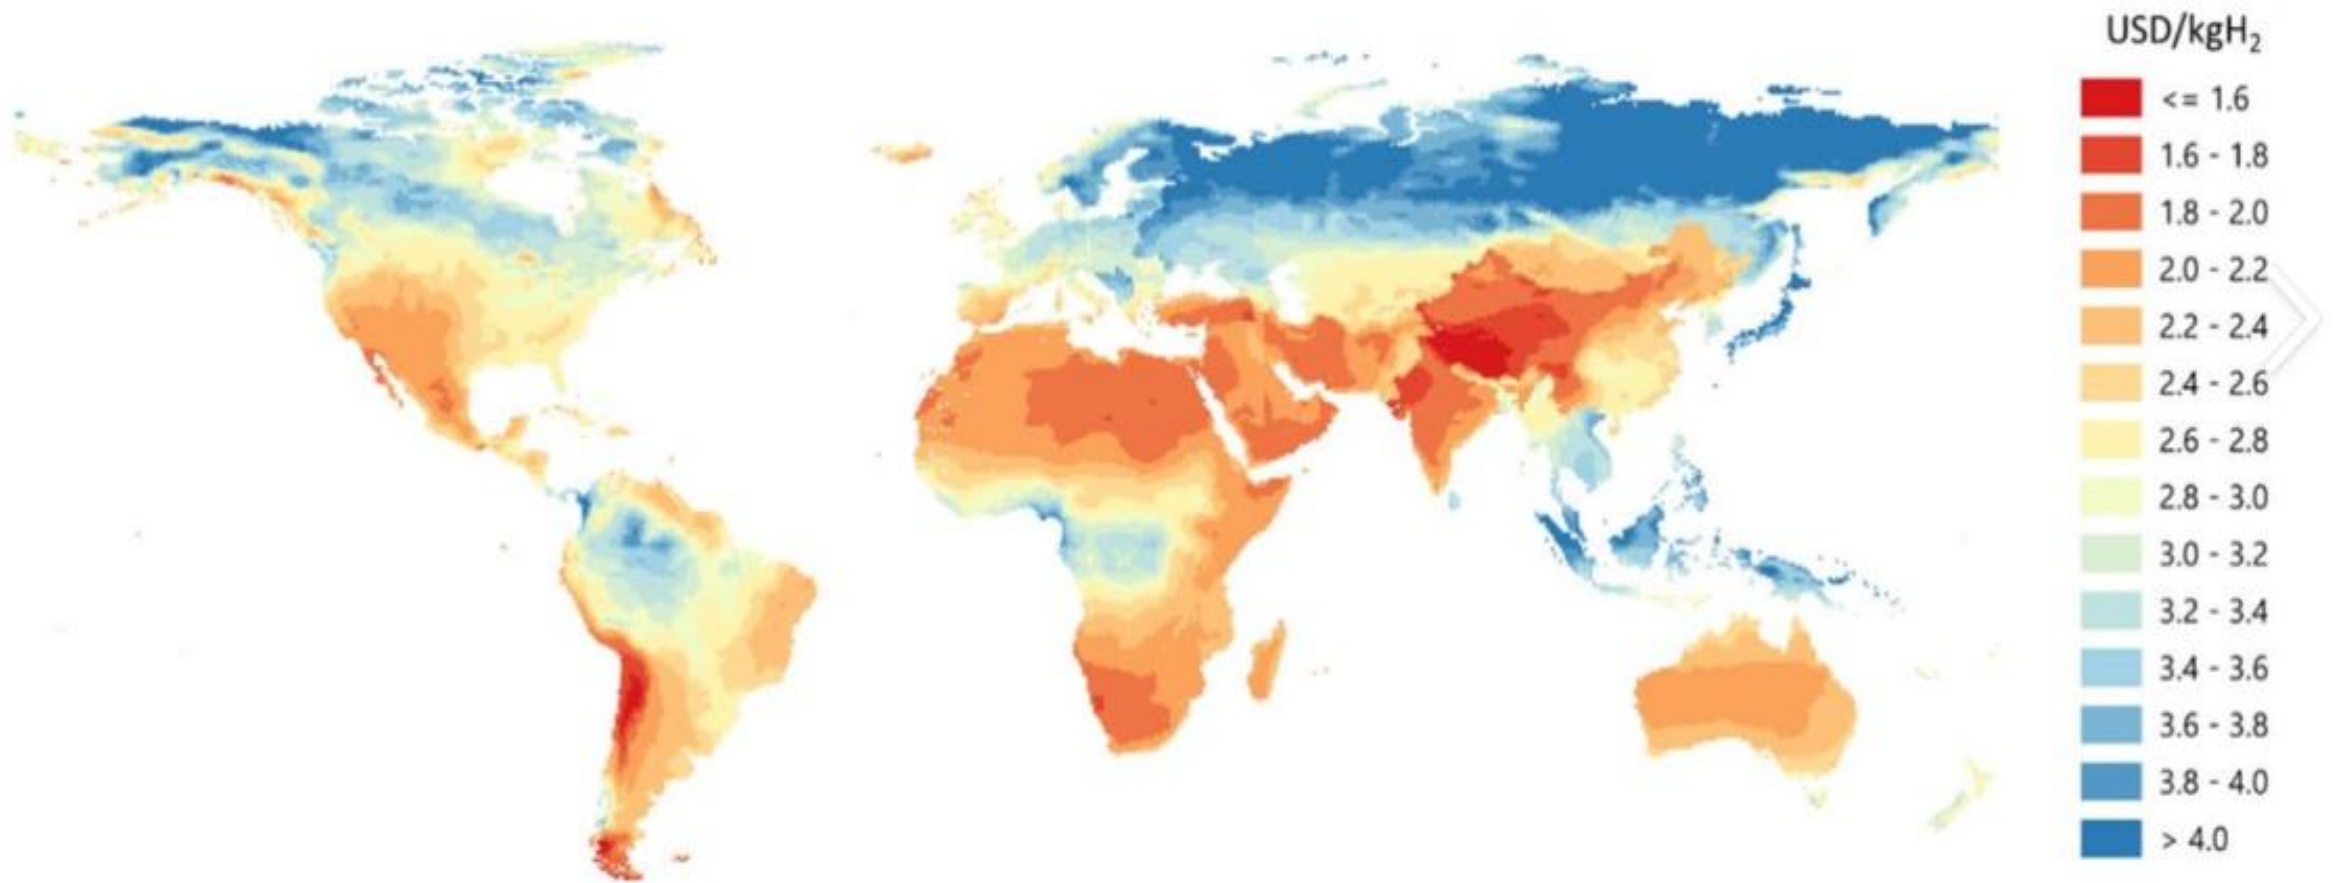 USD/kgH₂
<= 1.6
1.6 - 1.8
1.8 - 2.0
2.0 - 2.2
2.2 - 2.4
2.4 - 2.6
2.6 - 2.8
2.8 - 3.0
3.0 - 3.2
3.2 - 3.4
3.4 - 3.6
3.6 - 3.8
3.8 - 4.0
> 4.0